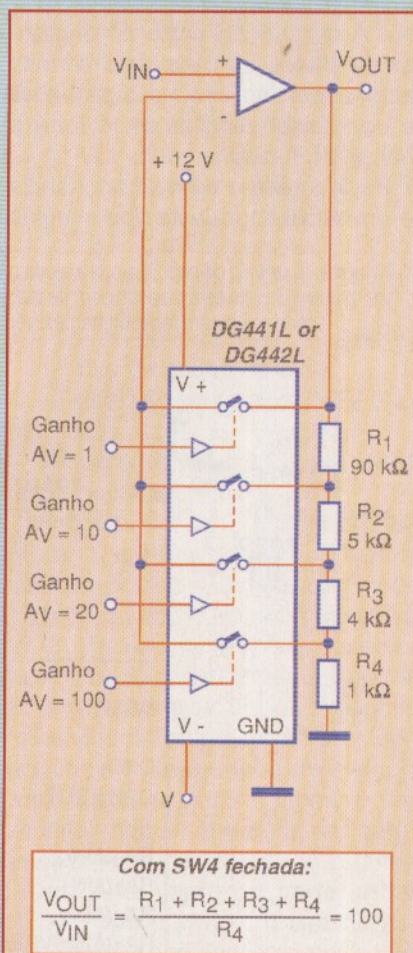 VIN
+
-
VOUT
+ 12 V
DG441L or
DG442L
V +
Ganho
AV = 1
Ganho
AV = 10
Ganho
AV = 20
Ganho
AV = 100
R1
90 kΩ
R2
5 kΩ
R3
4 kΩ
R4
1 kΩ
V -
GND
V
Com SW4 fechada:
VOUT / VIN = R1 + R2 + R3 + R4 / R4 = 100